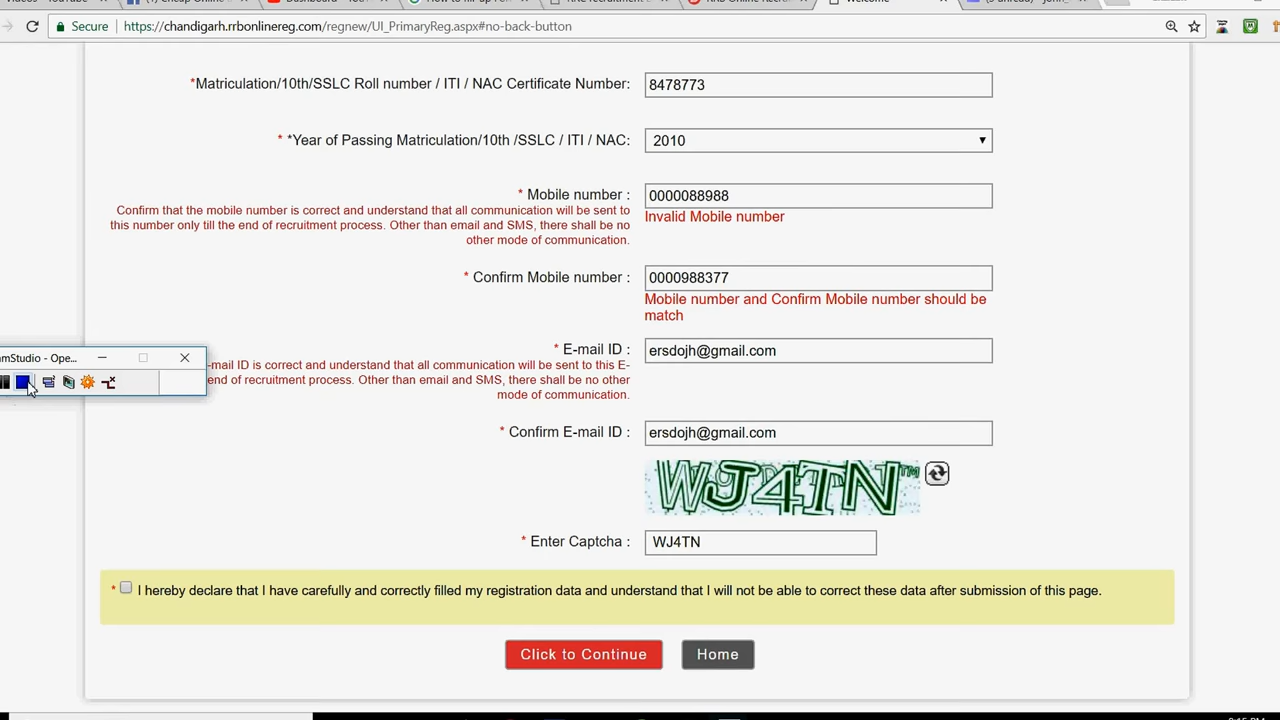 Secure
https://chandigarh.rrbonlinereg.com/regnew/UI_PrimaryReg.aspx#no-back-button
*Matriculation/10th/SSLC Roll number / ITI / NAC Certificate Number:
8478773
* *Year of Passing Matriculation/10th /SSLC / ITI / NAC:
2010
* Mobile number :
0000088988
Confirm that the mobile number is correct and understand that all communication will be sent to
this number only till the end of recruitment process. Other than email and SMS, there shall be no
other mode of communication.
Invalid Mobile number
* Confirm Mobile number :
0000988377
Mobile number and Confirm Mobile number should be
match
amStudio - Ope...
* E-mail ID :
ersdojh@gmail.com
-mail ID is correct and understand that all communication will be sent to this E-
end of recruitment process. Other than email and SMS, there shall be no other
mode of communication.
* Confirm E-mail ID :
ersdojh@gmail.com
WJ4TN™
* Enter Captcha :
WJ4TN
* I hereby declare that I have carefully and correctly filled my registration data and understand that I will not be able to correct these data after submission of this page.
Click to Continue
Home